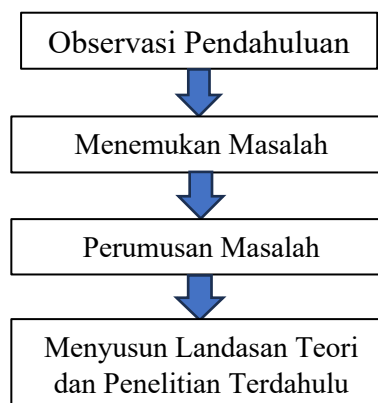 Observasi Pendahuluan
Menemukan Masalah
Perumusan Masalah
Menyusun Landasan Teori
dan Penelitian Terdahulu